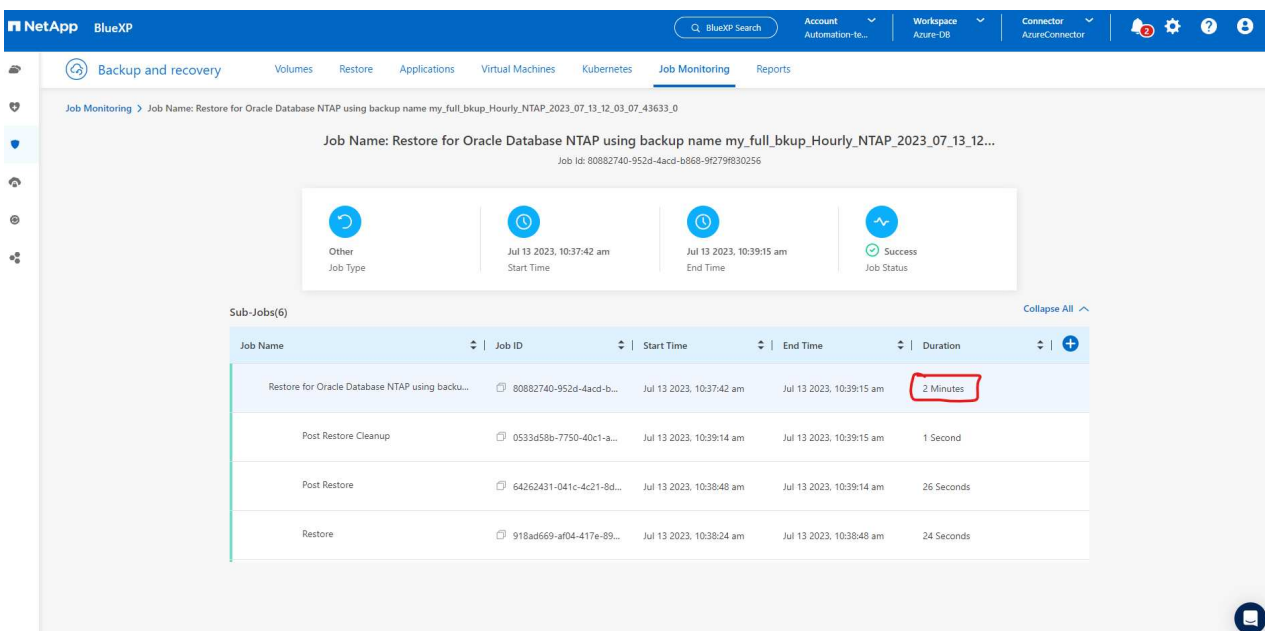 NetApp BlueXP BlueXP Search Account Automation-te... Workspace Azure-DB Connector AzureConnector 2
Backup and recovery Volumes Restore Applications Virtual Machines Kubernetes Job Monitoring Reports
Job Monitoring > Job Name: Restore for Oracle Database NTAP using backup name my_full_bkup_Hourly_NTAP_2023_07_13_12_03_07_43633_0
Job Name: Restore for Oracle Database NTAP using backup name my_full_bkup_Hourly_NTAP_2023_07_13_12...
Job Id: 80882740-952d-4acd-b868-9f279f830256
Other Jul 13 2023, 10:37:42 am Jul 13 2023, 10:39:15 am Success
Job Type Start Time End Time Job Status
Sub-Jobs(6) Collapse All
Job Name Job ID Start Time End Time Duration
Restore for Oracle Database NTAP using backu... 80882740-952d-4acd-b... Jul 13 2023, 10:37:42 am Jul 13 2023, 10:39:15 am 2 Minutes
Post Restore Cleanup 0533d58b-7750-40c1-a... Jul 13 2023, 10:39:14 am Jul 13 2023, 10:39:15 am 1 Second
Post Restore 64262431-041c-4c21-8d... Jul 13 2023, 10:38:48 am Jul 13 2023, 10:39:14 am 26 Seconds
Restore 918ad669-af04-417e-89... Jul 13 2023, 10:38:24 am Jul 13 2023, 10:38:48 am 24 Seconds